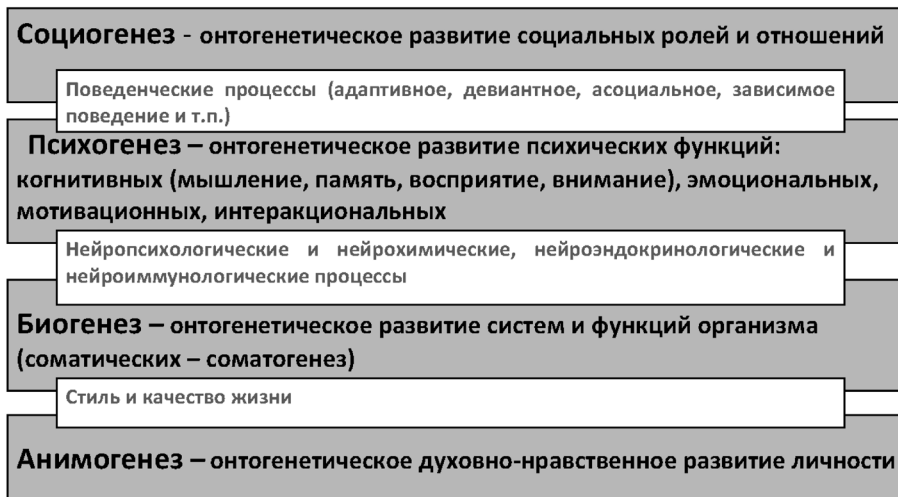 Социогенез - онтогенетическое развитие социальных ролей и отношений
Поведенческие процессы (адаптивное, девиантное, асоциальное, зависимое
поведение и т.п.)
Психогенез – онтогенетическое развитие психических функций:
когнитивных (мышление, память, восприятие, внимание), эмоциональных,
мотивационных, интеракциональных
Нейропсихологические и нейрохимические, нейроэндокринологические и
нейроиммунологические процессы
Биогенез – онтогенетическое развитие систем и функций организма
(соматических – соматогенез)
Стиль и качество жизни
Анимогенез – онтогенетическое духовно-нравственное развитие личности